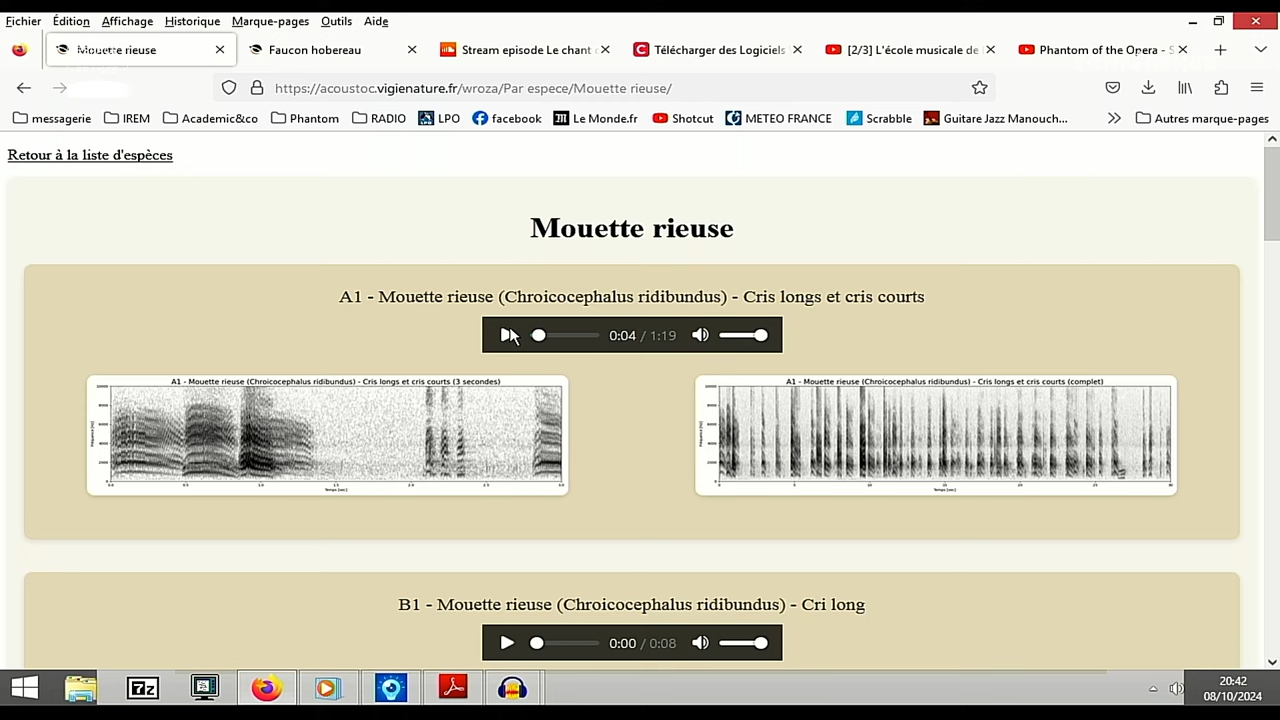 Fichier Édition Affichage Historique Marque-pages Outils Aide
Mouette rieuse Faucon hobereau Stream episode Le chant Télécharger des Logiciels [2/3] L'école musicale de Phantom of the Opera - S
https://acoustoc.vigienature.fr/wroza/Par espece/Mouette rieuse/
messagerie IREM Academic&co Phantom RADIO LPO facebook Le Monde.fr Shotcut METEO FRANCE Scrabble Guitare Jazz Manouch... Autres marque-pages
Retour à la liste d'espèces
Mouette rieuse
A1 - Mouette rieuse (Chroicocephalus ridibundus) - Cris longs et cris courts
0:04 / 1:19
A1 - Mouette rieuse (Chroicocephalus ridibundus) - Cris longs et cris courts (3 secondes)
A1 - Mouette rieuse (Chroicocephalus ridibundus) - Cris longs et cris courts (complet)
B1 - Mouette rieuse (Chroicocephalus ridibundus) - Cri long
0:00 / 0:08
7z
20:42
08/10/2024